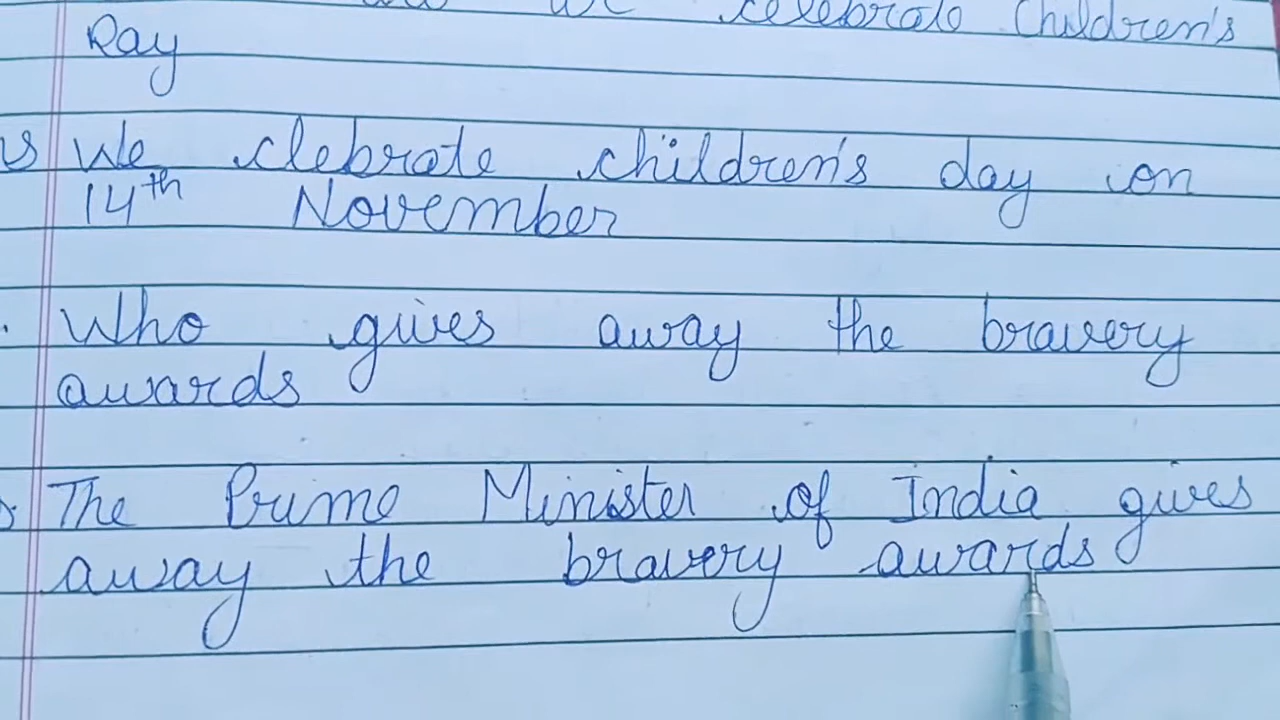 we celebrate Children's
Day
s We clebrate children's day on
14th November
. Who gives away the bravery
awards
s. The Prime Minister of India gives
away the bravery awards